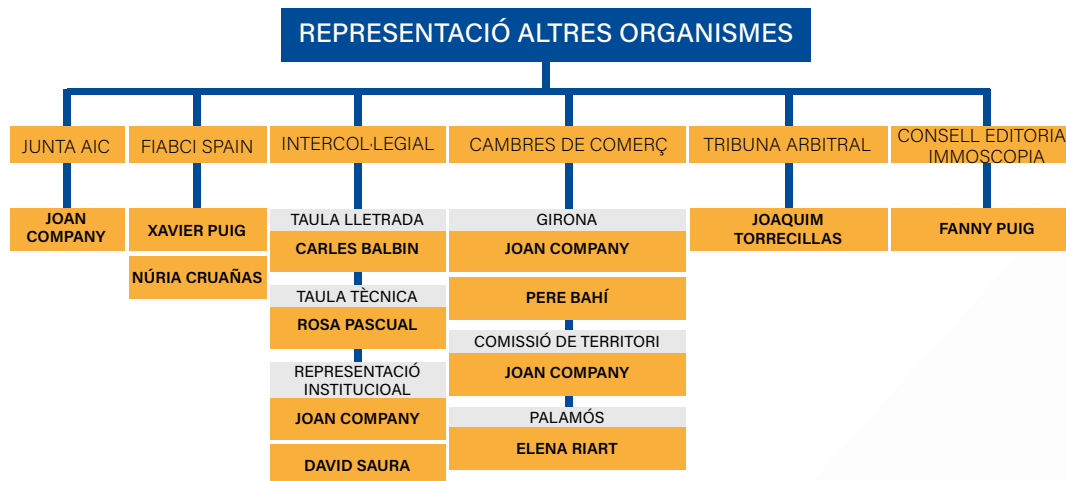 REPRESENTACIÓ ALTRES ORGANISMES
JUNTA AIC
JOAN
COMPANY
FIABCI SPAIN
XAVIER PUIG
NÚRIA CRUAÑAS
INTERCOL·LEGIAL
TAULA LLETRADA
CARLES BALBIN
TAULA TÈCNICA
ROSA PASCUAL
REPRESENTACIÓ
INSTITUCIOAL
JOAN COMPANY
DAVID SAURA
CAMBRES DE COMERÇ
GIRONA
JOAN COMPANY
PERE BAHÍ
COMISSIÓ DE TERRITORI
JOAN COMPANY
PALAMÓS
ELENA RIART
TRIBUNA ARBITRAL
JOAQUIM
TORRECILLAS
CONSELL EDITORIA
IMMOSCOPIA
FANNY PUIG